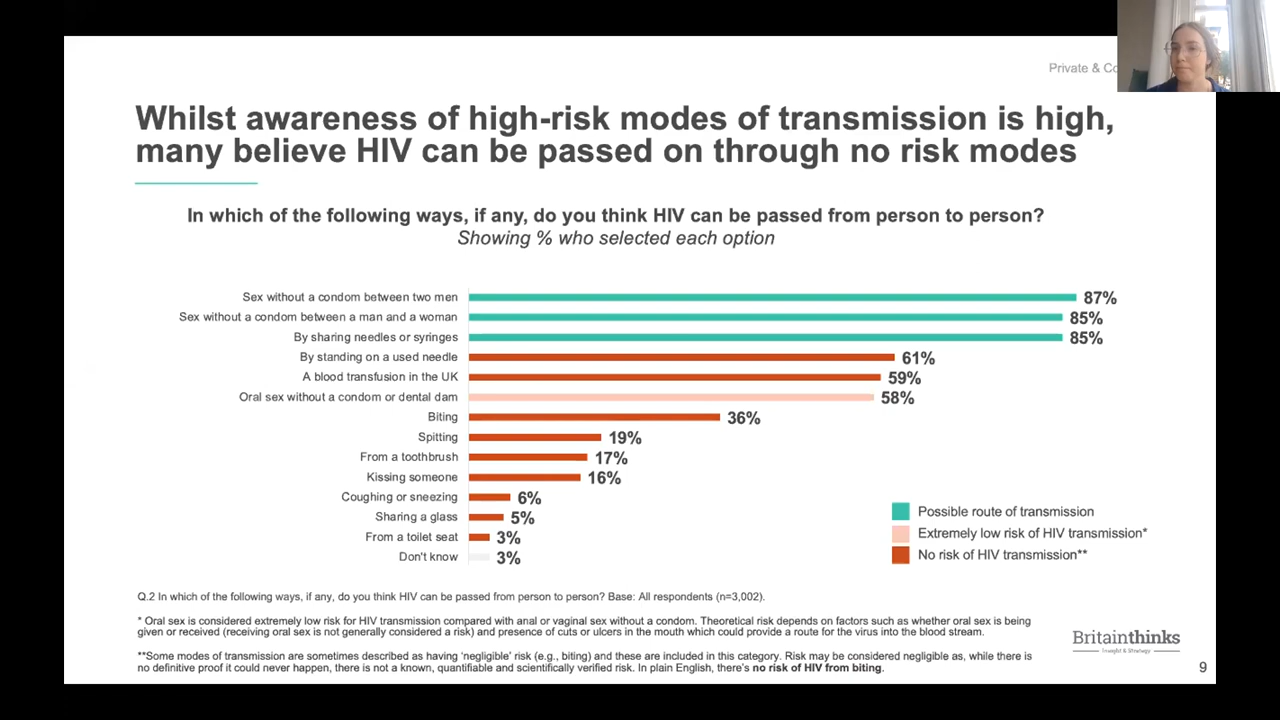 Private & Co
Whilst awareness of high-risk modes of transmission is high,
many believe HIV can be passed on through no risk modes
In which of the following ways, if any, do you think HIV can be passed from person to person?
Showing % who selected each option
Sex without a condom between two men 87%
Sex without a condom between a man and a woman 85%
By sharing needles or syringes 85%
By standing on a used needle 61%
A blood transfusion in the UK 59%
Oral sex without a condom or dental dam 58%
Biting 36%
Spitting 19%
From a toothbrush 17%
Kissing someone 16%
Coughing or sneezing 6%
Sharing a glass 5%
From a toilet seat 3%
Don't know 3%
Possible route of transmission
Extremely low risk of HIV transmission*
No risk of HIV transmission**
Q.2 In which of the following ways, if any, do you think HIV can be passed from person to person? Base: All respondents (n=3,002).
* Oral sex is considered extremely low risk for HIV transmission compared with anal or vaginal sex without a condom. Theoretical risk depends on factors such as whether oral sex is being
given or received (receiving oral sex is not generally considered a risk) and presence of cuts or ulcers in the mouth which could provide a route for the virus into the blood stream.
**Some modes of transmission are sometimes described as having 'negligible' risk (e.g., biting) and these are included in this category. Risk may be considered negligible as, while there is
no definitive proof it could never happen, there is not a known, quantifiable and scientifically verified risk. In plain English, there's no risk of HIV from biting.
Britainthinks
Insight & Strategy
9